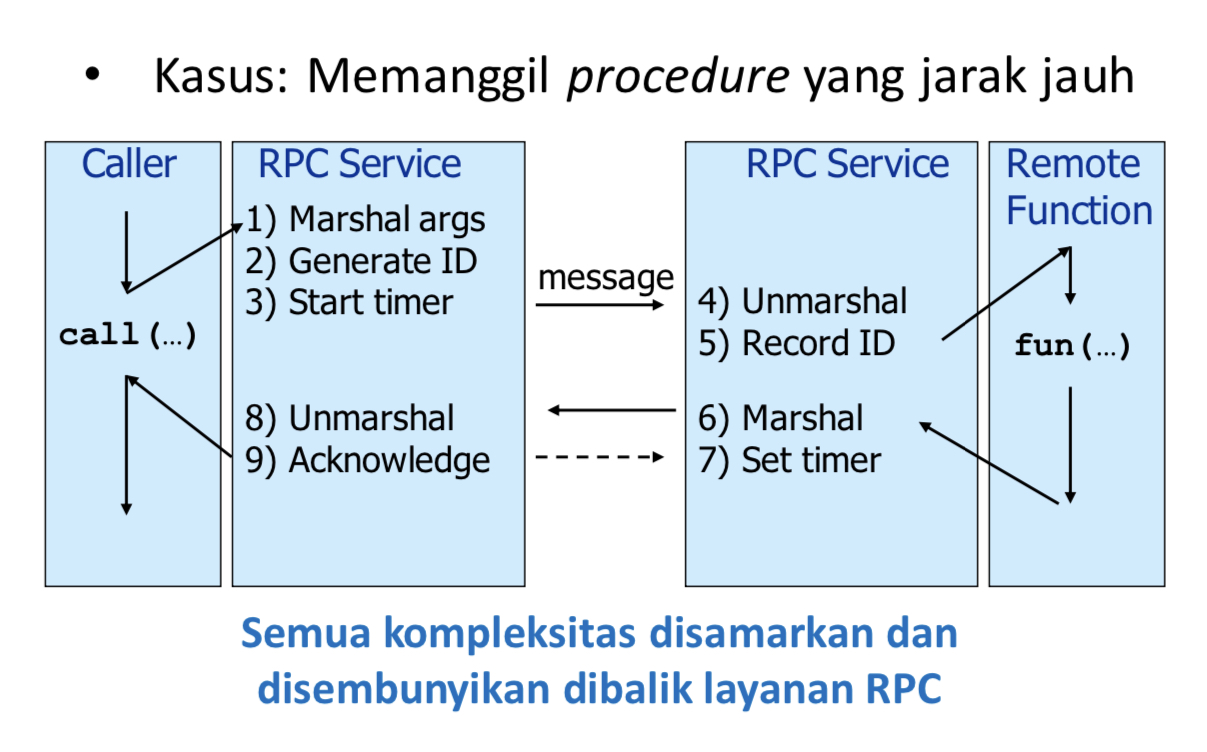 • Kasus: Memanggil procedure yang jarak jauh
Caller
RPC Service
RPC Service
Remote
Function
1) Marshal args
2) Generate ID
3) Start timer
message
4) Unmarshal
5) Record ID
call(…)
fun(…)
8) Unmarshal
9) Acknowledge
6) Marshal
7) Set timer
Semua kompleksitas disamarkan dan
disembunyikan dibalik layanan RPC